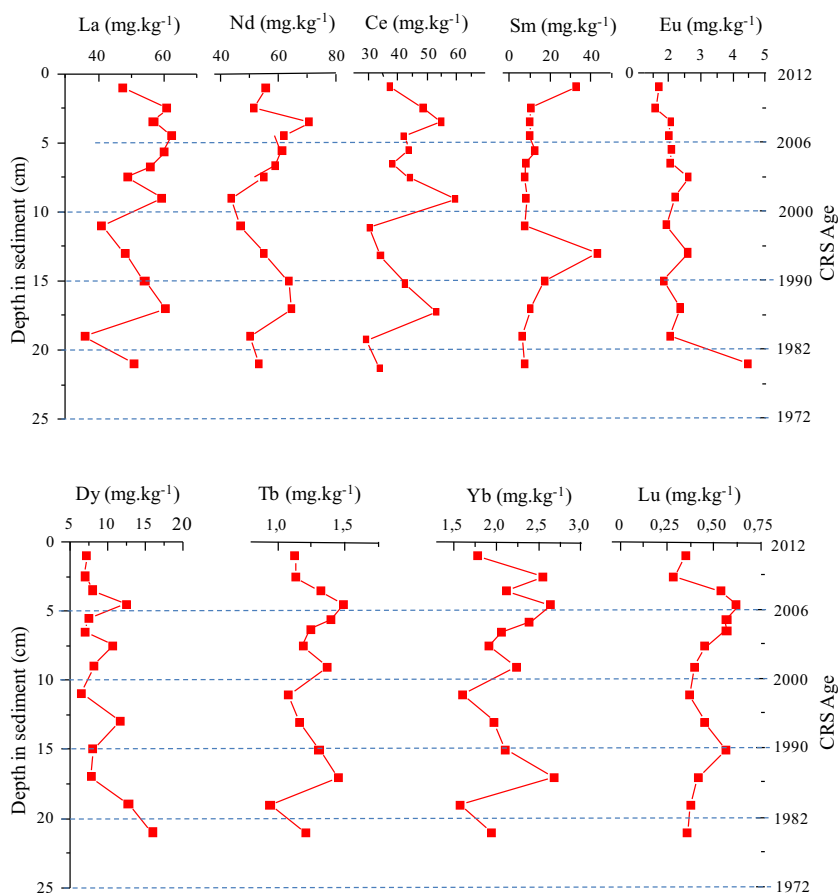 La (mg.kg⁻¹) Nd (mg.kg⁻¹) Ce (mg.kg⁻¹) Sm (mg.kg⁻¹) Eu (mg.kg⁻¹)
40 60 40 60 80 30 40 50 60 0 20 40 2 3 4 5
0 0 2012
5 2006
10 2000
15 1990
20 1982
25 1972
Depth in sediment (cm)
CRS Age
Dy (mg.kg⁻¹) Tb (mg.kg⁻¹) Yb (mg.kg⁻¹) Lu (mg.kg⁻¹)
5 10 15 20 1,0 1,5 1,5 2,0 2,5 3,0 0 0,25 0,50 0,75
0 2012
5 2006
10 2000
15 1990
20 1982
25 1972
Depth in sediment (cm)
CRS Age